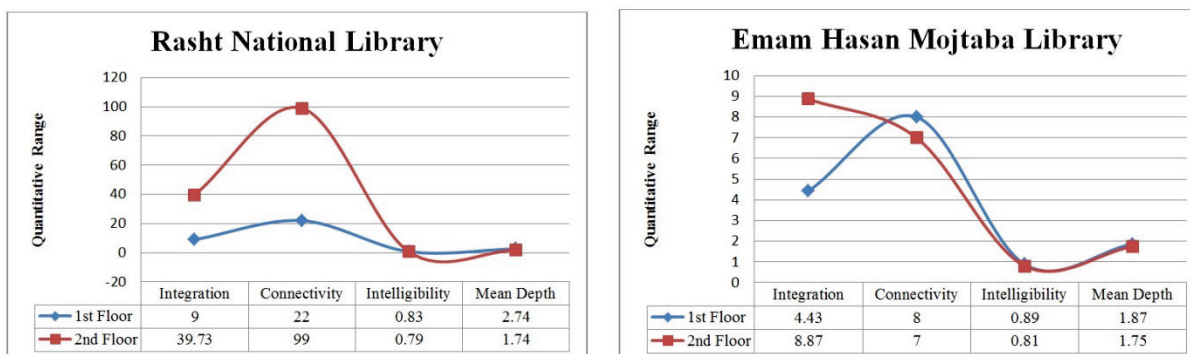 Rasht National Library
Quantitative Range
120
100
80
60
40
20
0
-20
Integration Connectivity Intelligibility Mean Depth
1st Floor 9 22 0.83 2.74
2nd Floor 39.73 99 0.79 1.74
Emam Hasan Mojtaba Library
Quantitative Range
10
9
8
7
6
5
4
3
2
1
0
Integration Connectivity Intelligibility Mean Depth
1st Floor 4.43 8 0.89 1.87
2nd Floor 8.87 7 0.81 1.75